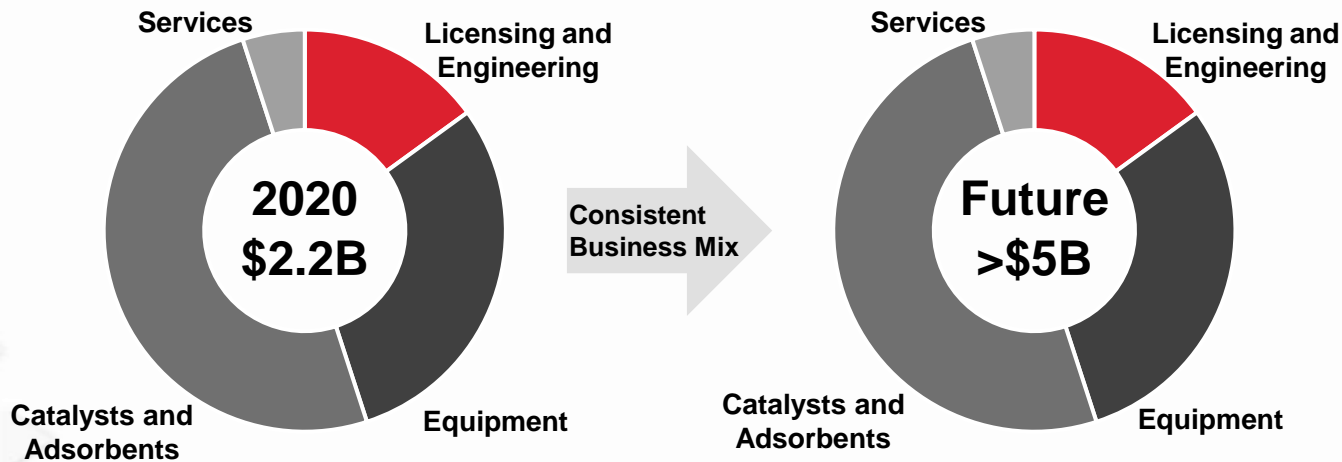 Services
Licensing and
Engineering
2020
$2.2B
Catalysts and
Adsorbents
Equipment
Consistent
Business Mix
Services
Licensing and
Engineering
Future
>$5B
Catalysts and
Adsorbents
Equipment